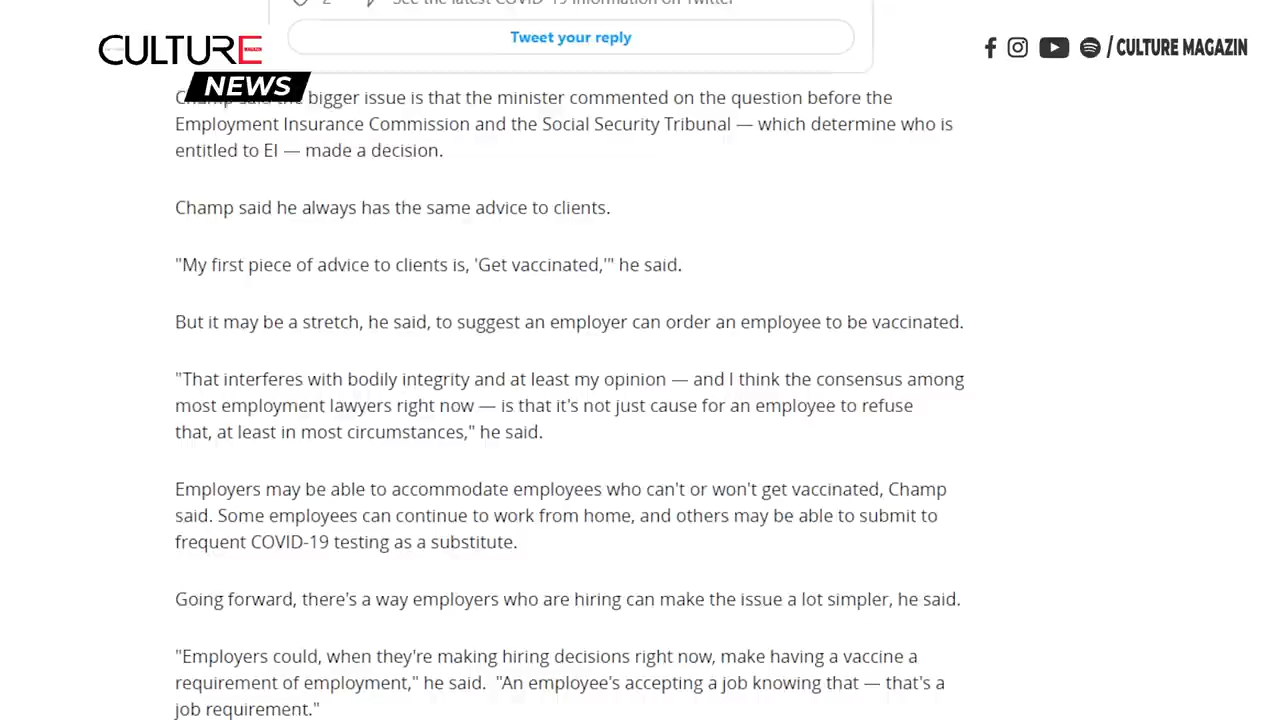 2 See the latest COVID-19 information on Twitter
Tweet your reply
CULTURE
NEWS
/ CULTURE MAGAZIN
bigger issue is that the minister commented on the question before the
Employment Insurance Commission and the Social Security Tribunal — which determine who is
entitled to EI — made a decision.
Champ said he always has the same advice to clients.
"My first piece of advice to clients is, 'Get vaccinated,'" he said.
But it may be a stretch, he said, to suggest an employer can order an employee to be vaccinated.
"That interferes with bodily integrity and at least my opinion — and I think the consensus among
most employment lawyers right now — is that it's not just cause for an employee to refuse
that, at least in most circumstances," he said.
Employers may be able to accommodate employees who can't or won't get vaccinated, Champ
said. Some employees can continue to work from home, and others may be able to submit to
frequent COVID-19 testing as a substitute.
Going forward, there's a way employers who are hiring can make the issue a lot simpler, he said.
"Employers could, when they're making hiring decisions right now, make having a vaccine a
requirement of employment," he said. "An employee's accepting a job knowing that — that's a
job requirement."